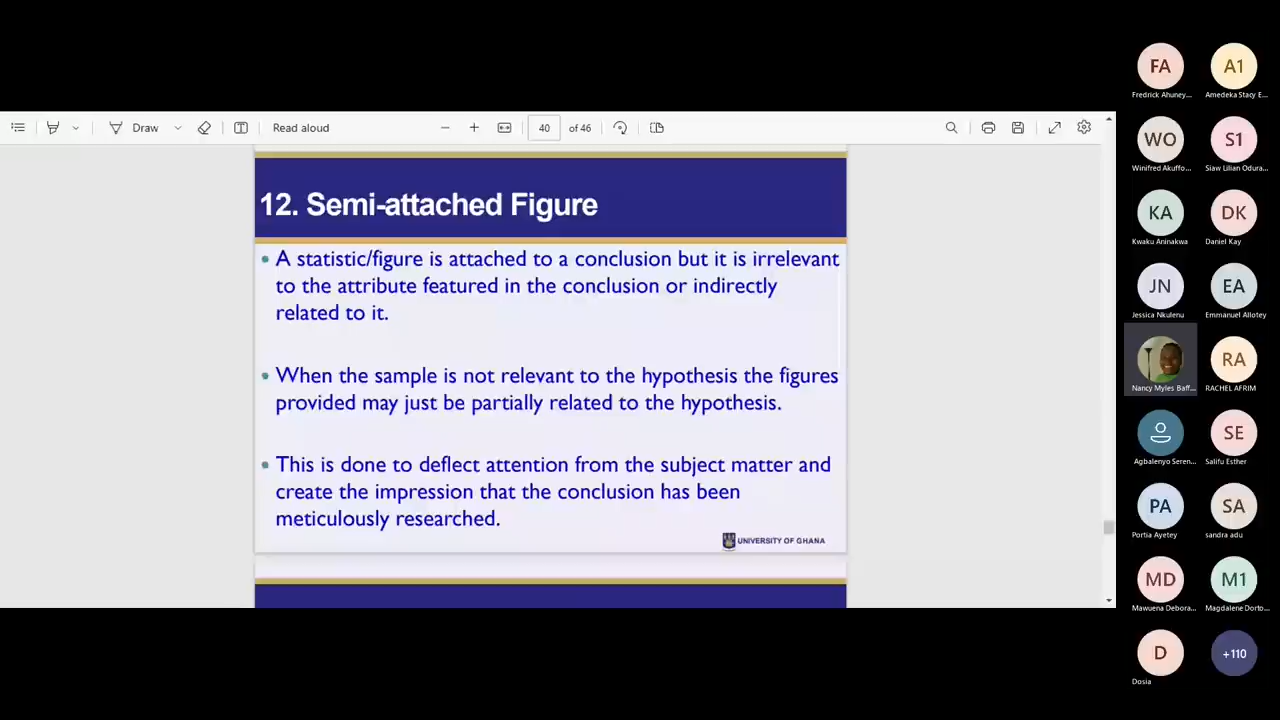 Draw
Read aloud
40 of 46
12. Semi-attached Figure
• A statistic/figure is attached to a conclusion but it is irrelevant
to the attribute featured in the conclusion or indirectly
related to it.
• When the sample is not relevant to the hypothesis the figures
provided may just be partially related to the hypothesis.
• This is done to deflect attention from the subject matter and
create the impression that the conclusion has been
meticulously researched.
UNIVERSITY OF GHANA
FA
Fredrick Ahuney...
A1
Amedeka Stacy E...
WO
Winifred Akuffo...
S1
Siaw Lilian Odura...
KA
Kwaku Aninakwa
DK
Daniel Kay
JN
Jessica Nkulenu
EA
Emmanuel Allotey
Nancy Myles Baff...
RA
RACHEL AFRIM
Agbalenyo Seren...
SE
Salifu Esther
PA
Portia Ayetey
SA
sandra adu
MD
Mawuena Debora...
M1
Magdalene Dorto...
D
Dosia
+110